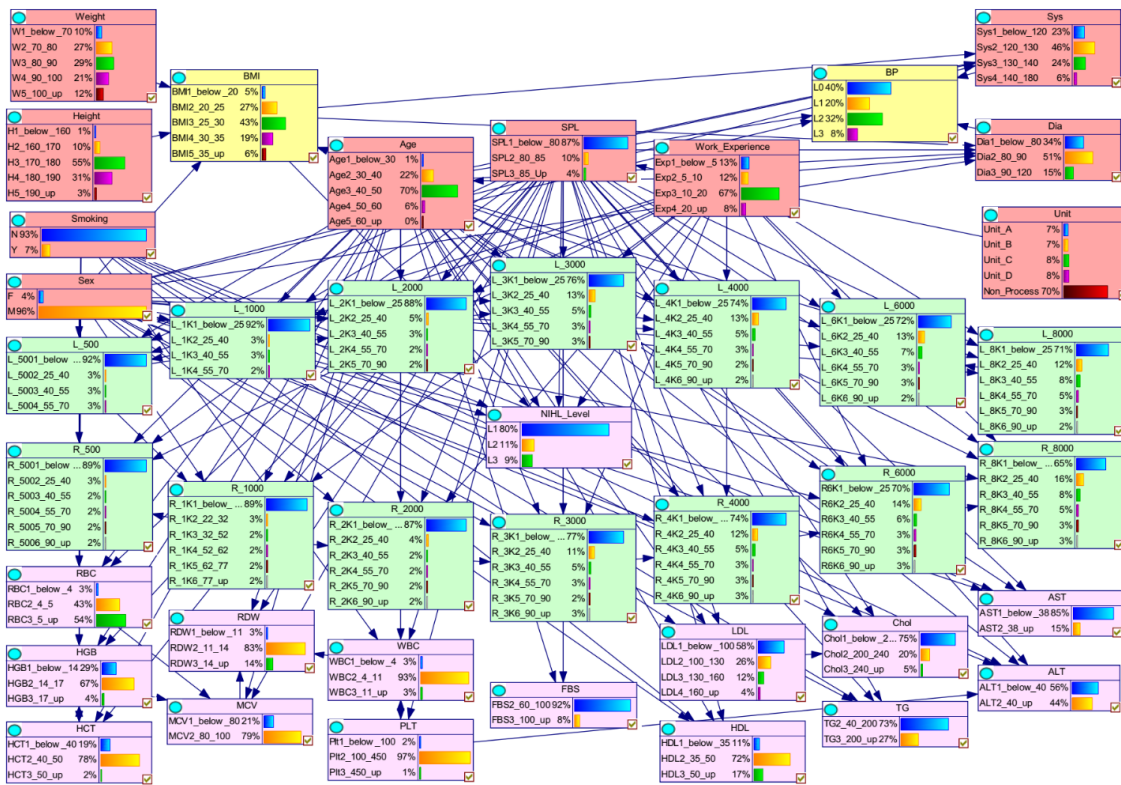 Weight
W1_below_70 10%
W2_70_80 27%
W3_80_90 29%
W4_90_100 21%
W5_100_up 12%
Height
H1_below_160 1%
H2_160_170 10%
H3_170_180 55%
H4_180_190 31%
H5_190_up 3%
Smoking
N 93%
Y 7%
Sex
F 4%
M 96%
BMI
BMI1_below_20 5%
BMI2_20_25 27%
BMI3_25_30 43%
BMI4_30_35 19%
BMI5_35_up 6%
Age
Age1_below_30 1%
Age2_30_40 22%
Age3_40_50 70%
Age4_50_60 6%
Age5_60_up 0%
SPL
SPL1_below_80 87%
SPL2_80_85 10%
SPL3_85_Up 4%
Work_Experience
Exp1_below_5 13%
Exp2_5_10 12%
Exp3_10_20 67%
Exp4_20_up 8%
BP
L0 40%
L1 20%
L2 32%
L3 8%
Sys
Sys1_below_120 23%
Sys2_120_130 46%
Sys3_130_140 24%
Sys4_140_180 6%
Dia
Dia1_below_80 34%
Dia2_80_90 51%
Dia3_90_120 15%
Unit
Unit_A 7%
Unit_B 7%
Unit_C 8%
Unit_D 8%
Non_Process 70%
L_500
L_5001_below ... 92%
L_5002_25_40 3%
L_5003_40_55 3%
L_5004_55_70 3%
L_1000
L_1K1_below_25 92%
L_1K2_25_40 3%
L_1K3_40_55 3%
L_1K4_55_70 2%
L_2000
L_2K1_below_25 88%
L_2K2_25_40 5%
L_2K3_40_55 3%
L_2K4_55_70 2%
L_2K5_70_90 2%
L_3000
L_3K1_below_25 76%
L_3K2_25_40 13%
L_3K3_40_55 5%
L_3K4_55_70 3%
L_3K5_70_90 3%
L_4000
L_4K1_below_25 74%
L_4K2_25_40 13%
L_4K3_40_55 5%
L_4K4_55_70 3%
L_4K5_70_90 3%
L_4K6_90_up 2%
L_6000
L_6K1_below_25 72%
L_6K2_25_40 13%
L_6K3_40_55 7%
L_6K4_55_70 3%
L_6K5_70_90 3%
L_6K6_90_up 2%
L_8000
L_8K1_below_25 71%
L_8K2_25_40 12%
L_8K3_40_55 8%
L_8K4_55_70 5%
L_8K5_70_90 3%
L_8K6_90_up 2%
NIHL_Level
L1 80%
L2 11%
L3 9%
R_500
R_5001_below ... 89%
R_5002_25_40 3%
R_5003_40_55 2%
R_5004_55_70 2%
R_5005_70_90 2%
R_5006_90_up 2%
R_1000
R_1K1_below_ ... 89%
R_1K2_22_32 3%
R_1K3_32_52 2%
R_1K4_52_62 2%
R_1K5_62_77 2%
R_1K6_77_up 2%
R_2000
R_2K1_below_ ... 87%
R_2K2_25_40 4%
R_2K3_40_55 2%
R_2K4_55_70 2%
R_2K5_70_90 2%
R_2K6_90_up 2%
R_3000
R_3K1_below_ ... 77%
R_3K2_25_40 11%
R_3K3_40_55 5%
R_3K4_55_70 3%
R_3K5_70_90 2%
R_3K6_90_up 3%
R_4000
R_4K1_below_ ... 74%
R_4K2_25_40 12%
R_4K3_40_55 5%
R_4K4_55_70 3%
R_4K5_70_90 3%
R_4K6_90_up 3%
R_6000
R6K1_below_25 70%
R6K2_25_40 14%
R6K3_40_55 6%
R6K4_55_70 3%
R6K5_70_90 3%
R6K6_90_up 3%
R_8000
R_8K1_below_ ... 65%
R_8K2_25_40 16%
R_8K3_40_55 8%
R_8K4_55_70 5%
R_8K5_70_90 3%
R_8K6_90_up 3%
RBC
RBC1_below_4 3%
RBC2_4_5 43%
RBC3_5_up 54%
HGB
HGB1_below_14 29%
HGB2_14_17 67%
HGB3_17_up 4%
HCT
HCT1_below_40 19%
HCT2_40_50 78%
HCT3_50_up 2%
RDW
RDW1_below_11 3%
RDW2_11_14 83%
RDW3_14_up 14%
MCV
MCV1_below_80 21%
MCV2_80_100 79%
WBC
WBC1_below_4 3%
WBC2_4_11 93%
WBC3_11_up 3%
PLT
Plt1_below_100 2%
Plt2_100_450 97%
Plt3_450_up 1%
FBS
FBS2_60_100 92%
FBS3_100_up 8%
LDL
LDL1_below_100 58%
LDL2_100_130 26%
LDL3_130_160 12%
LDL4_160_up 4%
HDL
HDL1_below_35 11%
HDL2_35_50 72%
HDL3_50_up 17%
Chol
Chol1_below_2... 75%
Chol2_200_240 20%
Chol3_240_up 5%
TG
TG2_40_200 73%
TG3_200_up 27%
AST
AST1_below_38 85%
AST2_38_up 15%
ALT
ALT1_below_40 56%
ALT2_40_up 44%